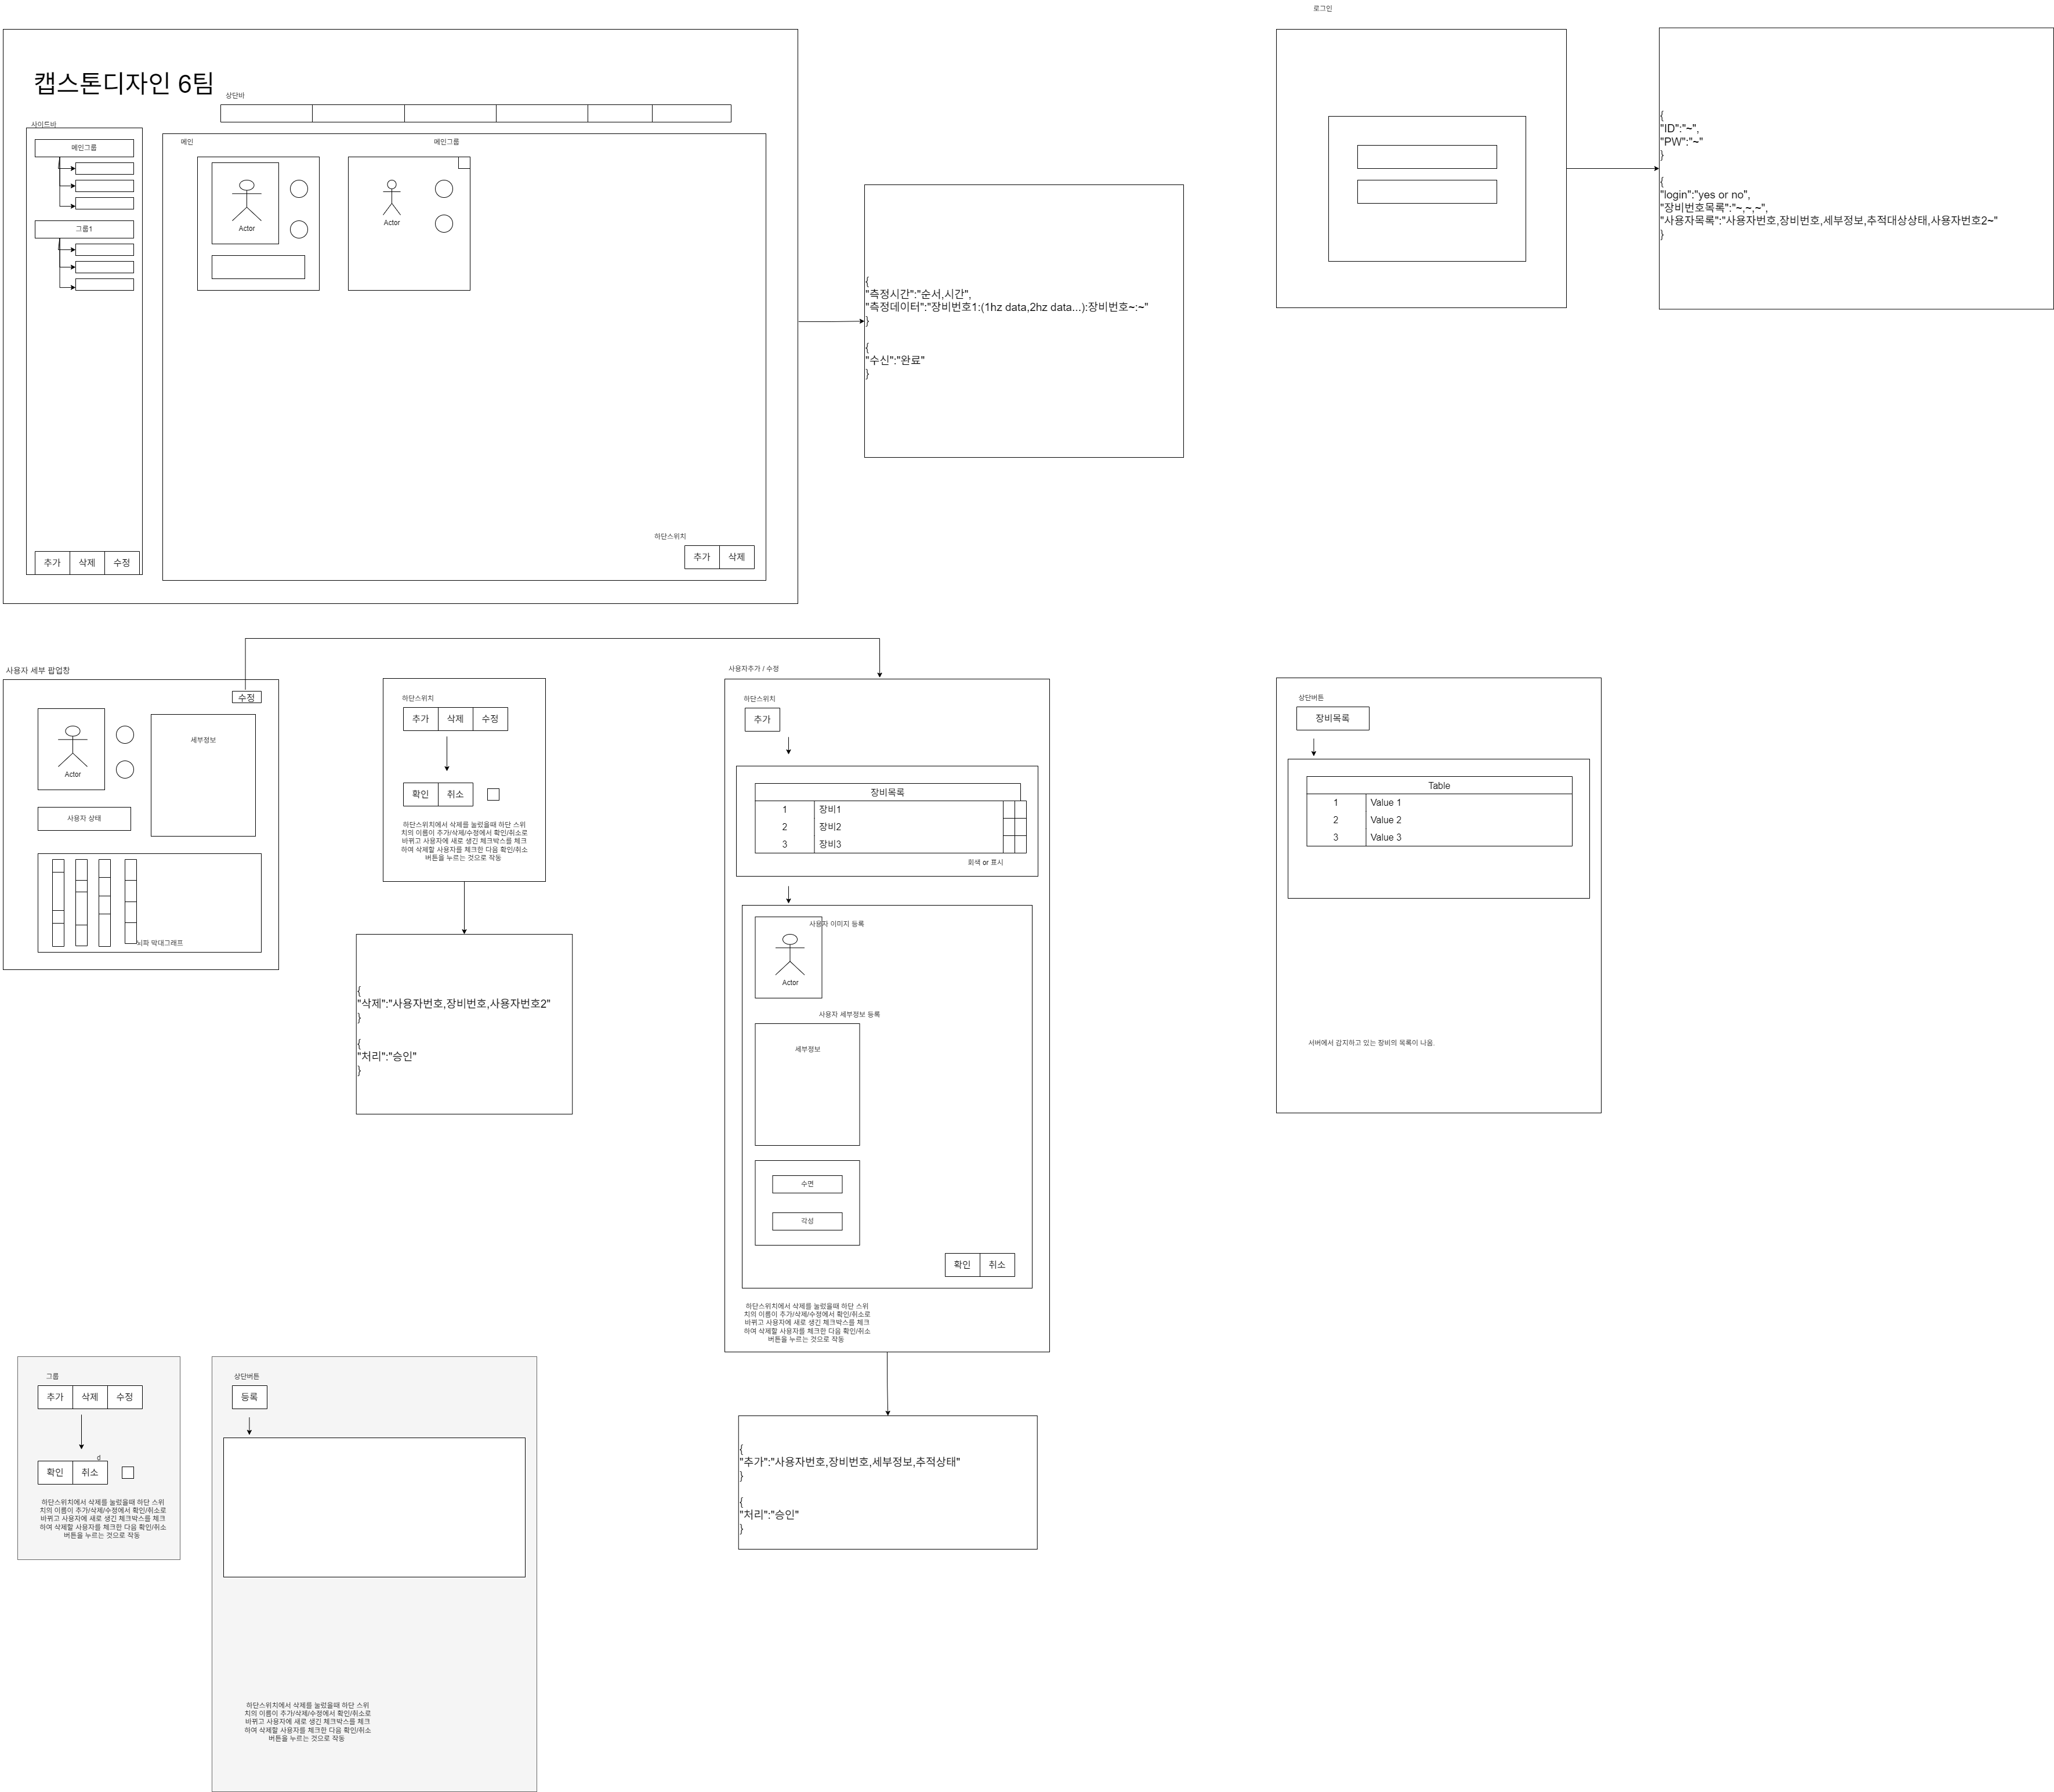 로그인
캡스톤디자인 6팀
상단바
사이드바
메인그룹
그룹1
추가
삭제
수정
메인
메인그룹
Actor
Actor
하단스위치
추가
삭제
{
"측정시간":"순서,시간",
"측정데이터":"장비번호1:(1hz data,2hz data...):장비번호~:~"
}
{
"수신":"완료"
}
{
"ID":"~",
"PW":"~"
}
{
"login":"yes or no",
"장비번호목록":"~,~,~",
"사용자목록":"사용자번호,장비번호,세부정보,추적대상상태,사용자번호2~"
}
사용자 세부 팝업창
수정
Actor
세부정보
사용자 상태
뇌파 막대그래프
하단스위치
추가
삭제
수정
확인
취소
하단스위치에서 삭제를 눌렀을때 하단 스위
치의 이름이 추가/삭제/수정에서 확인/취소로
바뀌고 사용자에 새로 생긴 체크박스를 체크
하여 삭제할 사용자를 체크한 다음 확인/취소
버튼을 누르는 것으로 작동
{
"삭제":"사용자번호,장비번호,사용자번호2"
}
{
"처리":"승인"
}
사용자추가 / 수정
하단스위치
추가
장비목록
1 장비1
2 장비2
3 장비3
회색 or 표시
사용자 이미지 등록
Actor
사용자 세부정보 등록
세부정보
수면
각성
확인
취소
하단스위치에서 삭제를 눌렀을때 하단 스위
치의 이름이 추가/삭제/수정에서 확인/취소로
바뀌고 사용자에 새로 생긴 체크박스를 체크
하여 삭제할 사용자를 체크한 다음 확인/취소
버튼을 누르는 것으로 작동
{
"추가":"사용자번호,장비번호,세부정보,추적상태"
}
{
"처리":"승인"
}
상단버튼
장비목록
Table
1 Value 1
2 Value 2
3 Value 3
서버에서 감지하고 있는 장비의 목록이 나옴.
그룹
추가
삭제
수정
d
확인
취소
하단스위치에서 삭제를 눌렀을때 하단 스위
치의 이름이 추가/삭제/수정에서 확인/취소로
바뀌고 사용자에 새로 생긴 체크박스를 체크
하여 삭제할 사용자를 체크한 다음 확인/취소
버튼을 누르는 것으로 작동
상단버튼
등록
하단스위치에서 삭제를 눌렀을때 하단 스위
치의 이름이 추가/삭제/수정에서 확인/취소로
바뀌고 사용자에 새로 생긴 체크박스를 체크
하여 삭제할 사용자를 체크한 다음 확인/취소
버튼을 누르는 것으로 작동